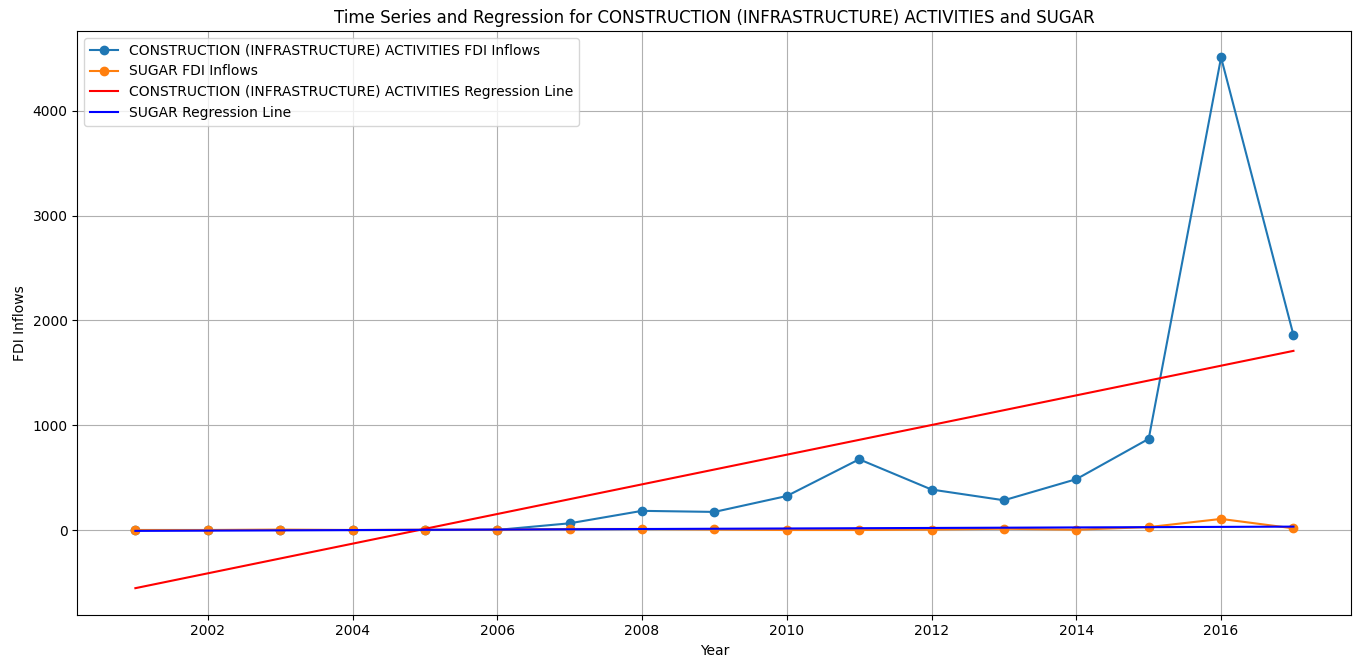 Time Series and Regression for CONSTRUCTION (INFRASTRUCTURE) ACTIVITIES and SUGAR
CONSTRUCTION (INFRASTRUCTURE) ACTIVITIES FDI Inflows
SUGAR FDI Inflows
CONSTRUCTION (INFRASTRUCTURE) ACTIVITIES Regression Line
SUGAR Regression Line
4000
3000
2000
1000
0
FDI Inflows
2002 2004 2006 2008 2010 2012 2014 2016
Year